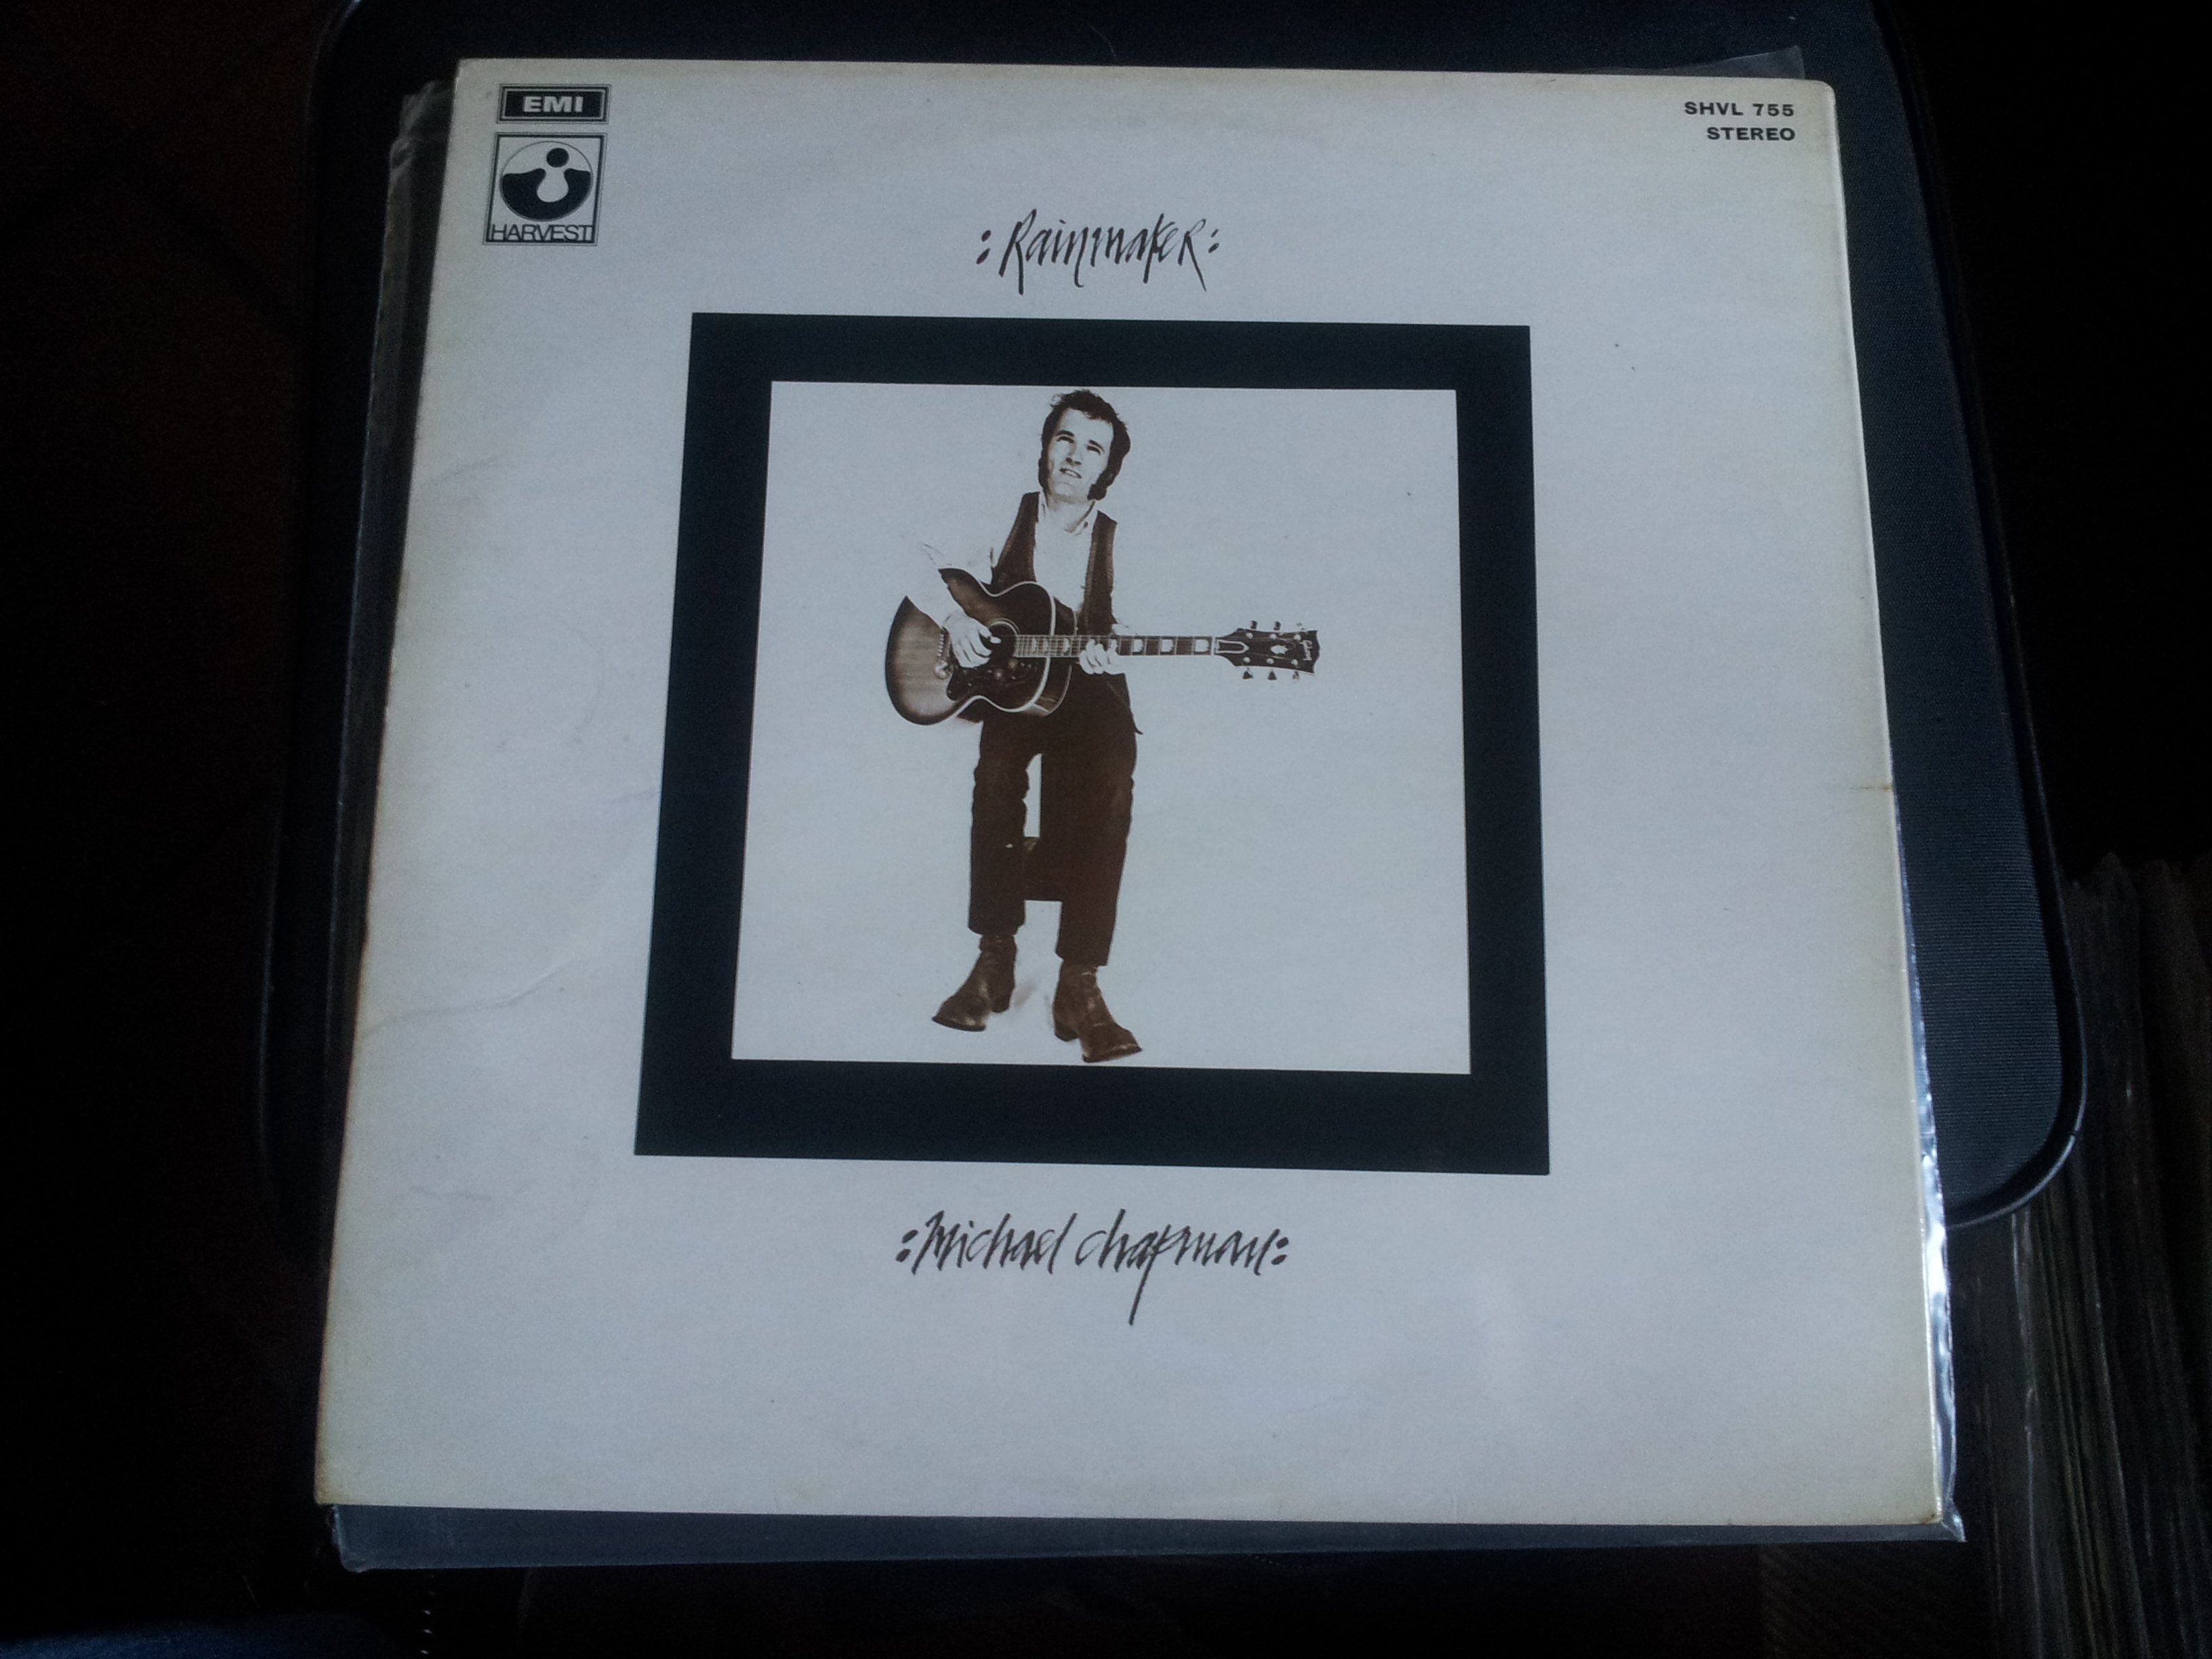 EMI
HARVEST
SHVL 755
STEREO
:Rainmaker:
:Michael Chapman: